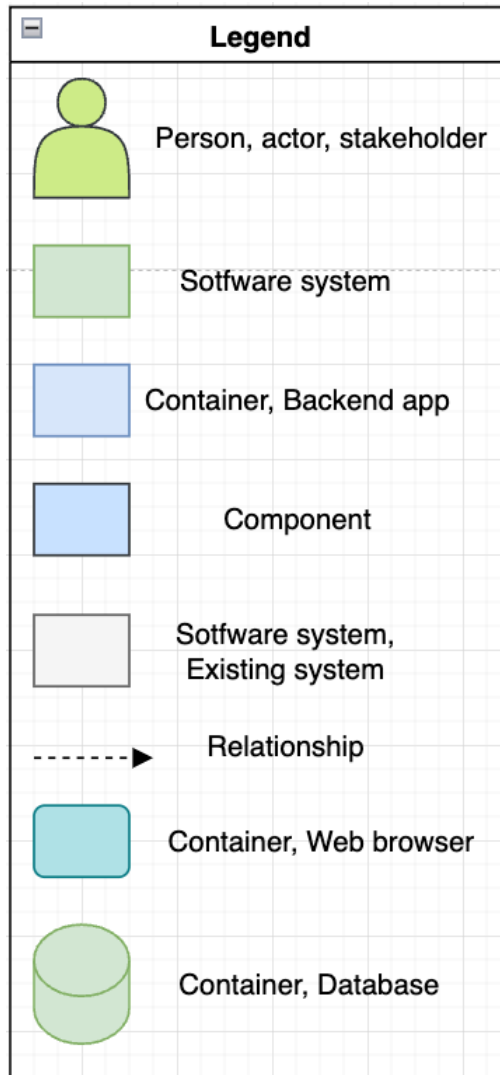 Legend
Person, actor, stakeholder
Sotfware system
Container, Backend app
Component
Sotfware system,
Existing system
Relationship
Container, Web browser
Container, Database